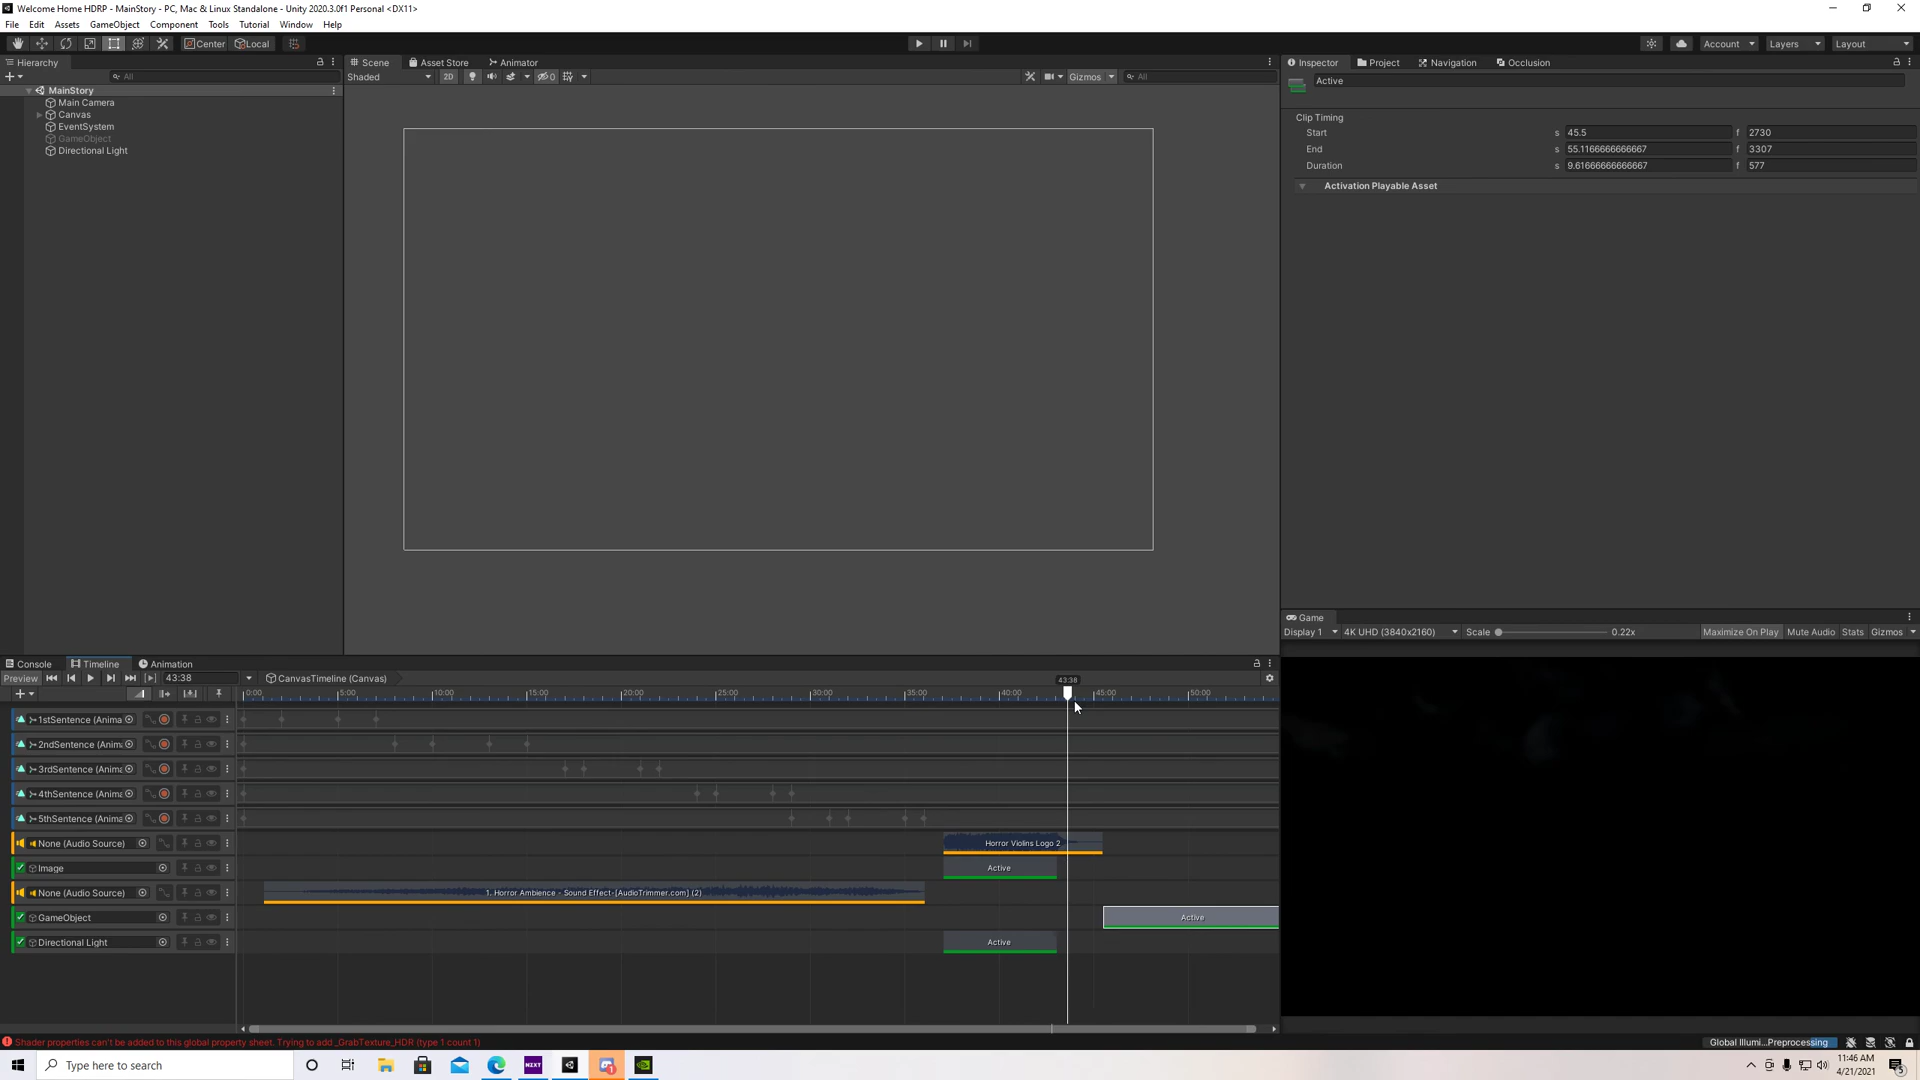 Welcome Home HDRP - MainStory - PC, Mac & Linux Standalone - Unity 2020.3.0f1 Personal <DX11>
File Edit Assets GameObject Component Tools Tutorial Window Help
Center Local Account Layers Layout
Hierarchy Scene Asset Store Animator Inspector Project Navigation Occlusion
All Shaded 2D 0 Gizmos All Active
MainStory
Main Camera
Canvas
EventSystem
GameObject
Directional Light
Clip Timing
Start s 45.5 f 2730
End s 55.1166666666667 f 3307
Duration s 9.61666666666667 f 577
Activation Playable Asset
Game
Display 1 4K UHD (3840x2160) Scale 0.22x Maximize On Play Mute Audio Stats Gizmos
Console Timeline Animation
Preview 43:38 CanvasTimeline (Canvas) 43:38
0:00 5:00 10:00 15:00 20:00 25:00 30:00 35:00 40:00 45:00 50:00
1stSentence (Anima
2ndSentence (Anim
3rdSentence (Anima
4thSentence (Anima
5thSentence (Anima
None (Audio Source) Horror Violins Logo 2
Image Active
None (Audio Source) 1. Horror Ambience - Sound Effect-[AudioTrimmer.com] (2)
GameObject Active
Directional Light Active
Shader properties can't be added to this global property sheet. Trying to add _GrabTexture_HDR (type 1 count 1)
Global Illumi...Preprocessing
Type here to search
NZXT
1
11:46 AM
4/21/2021
5